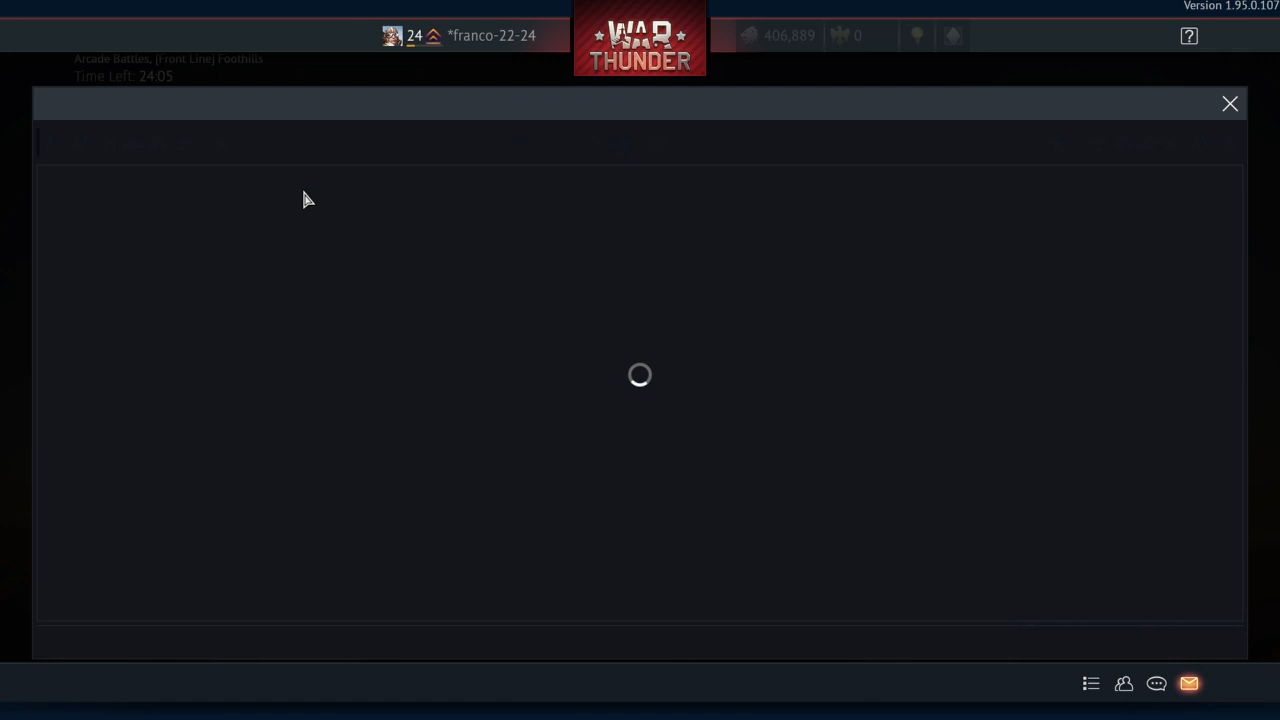 Version 1.95.0.107
24 *franco-22-24
WAR
THUNDER
406,889
0
?
Arcade Battles, [Front Line] Foothills
Time Left: 24:05